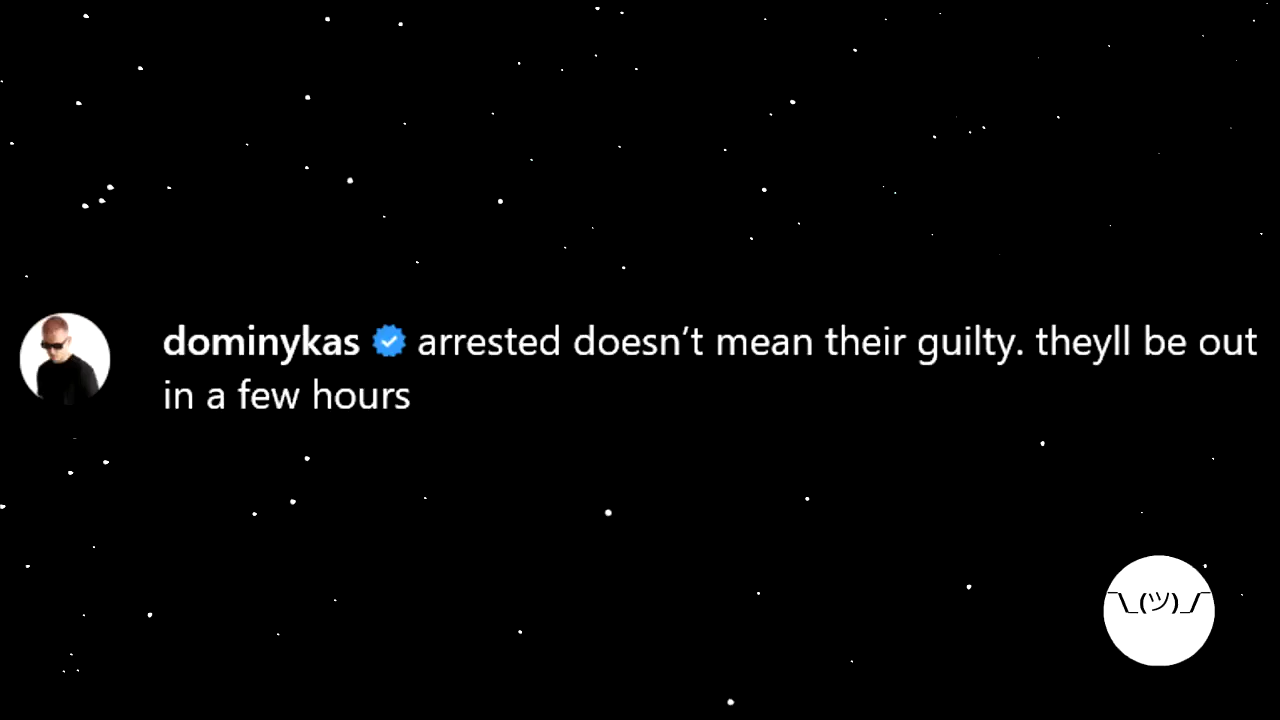 dominykas arrested doesn’t mean their guilty. theyll be out
in a few hours
¯\_(ツ)_/¯